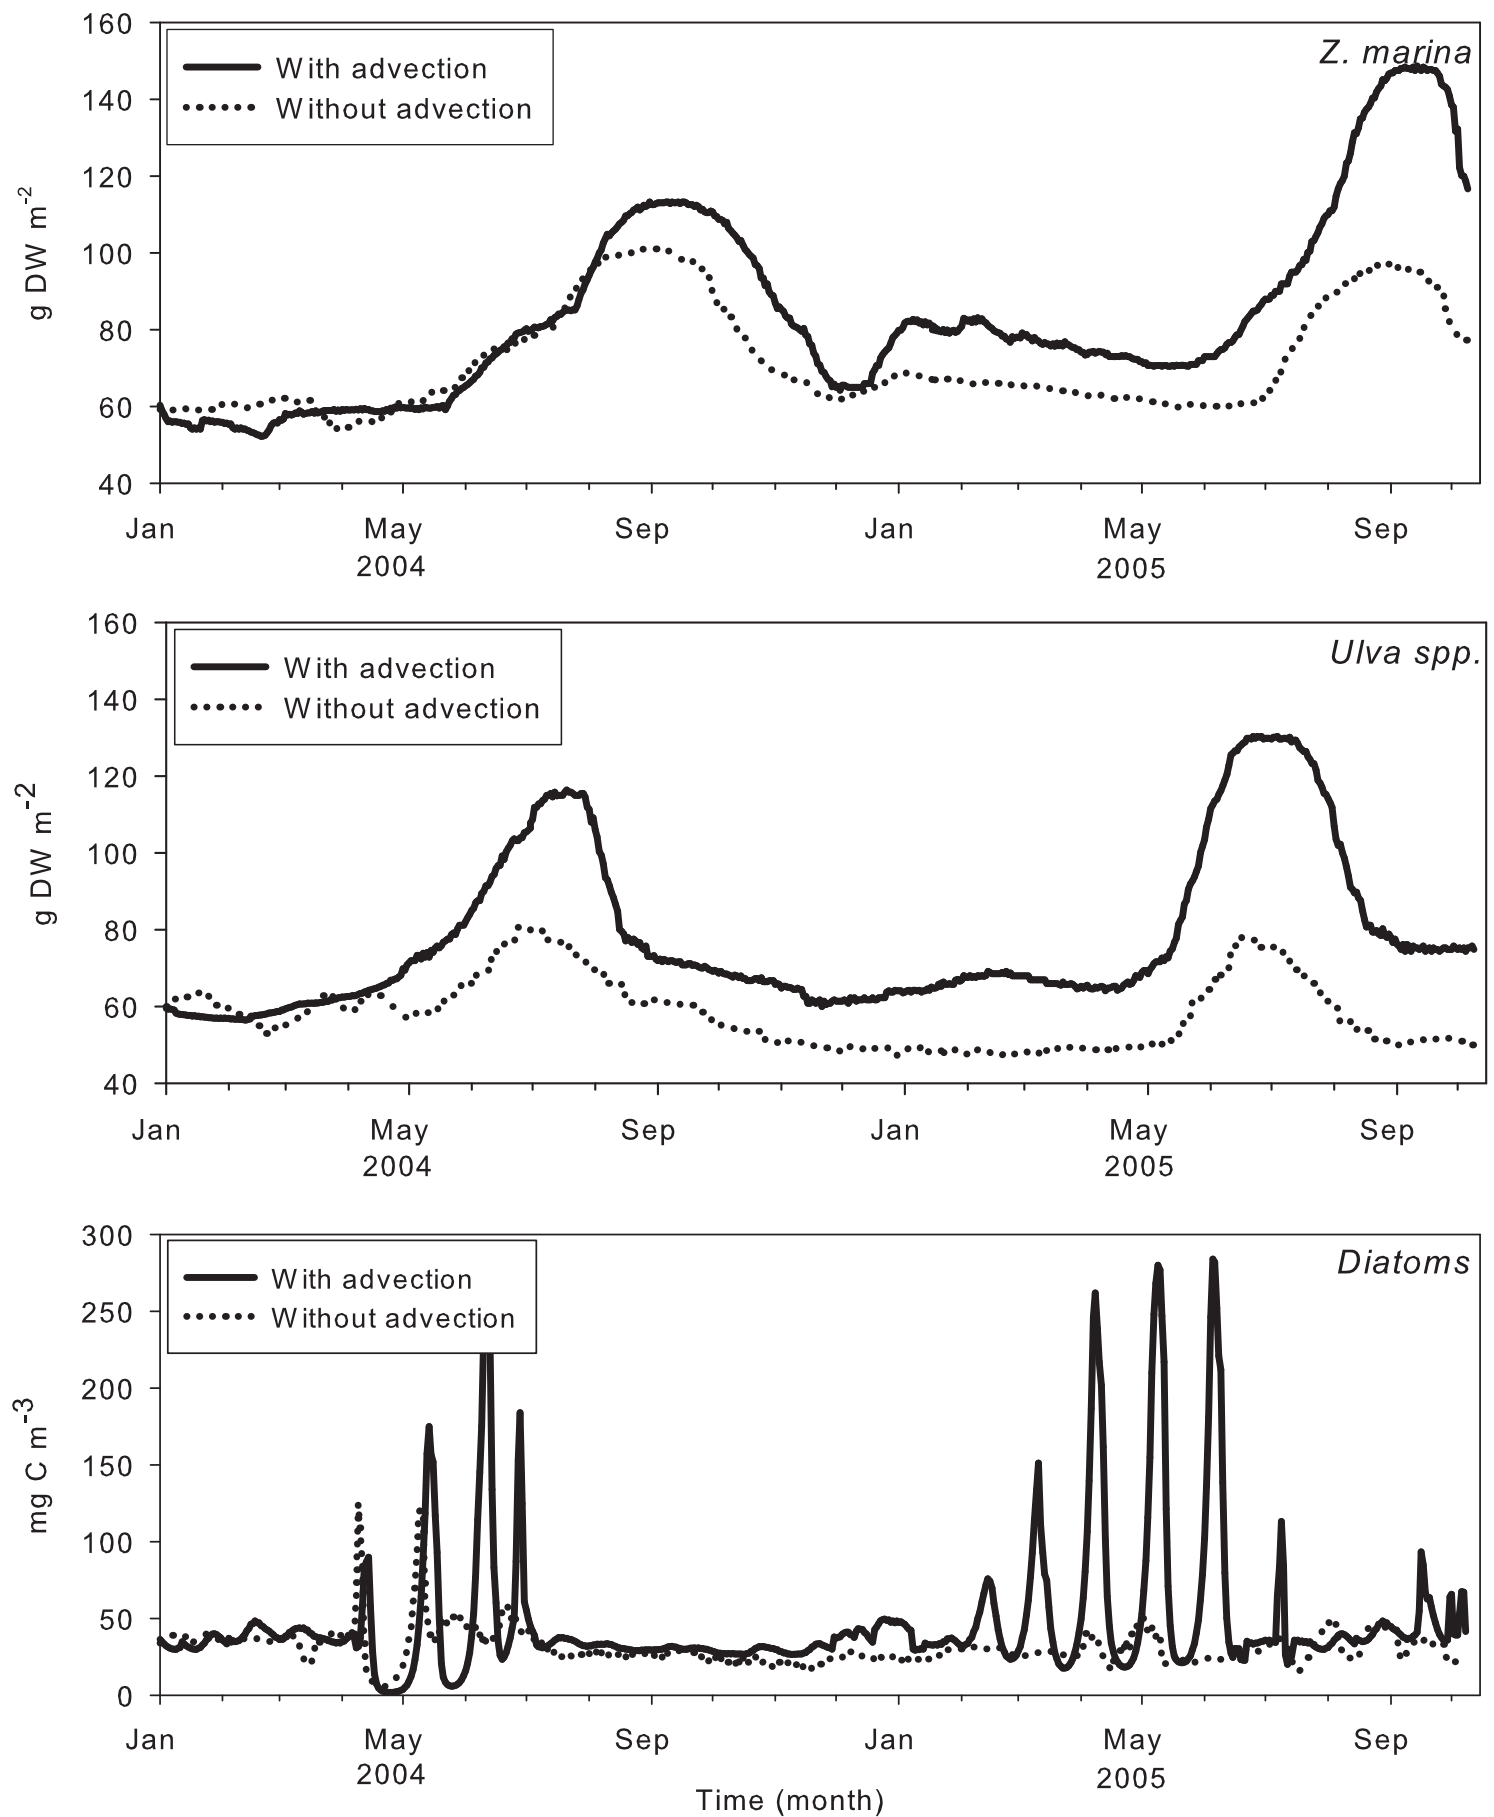 160
Z. marina
With advection
Without advection
140
120
100
80
60
40
g DW m-2
Jan May Sep Jan May Sep
2004 2005
160
Ulva spp.
With advection
Without advection
140
120
100
80
60
40
g DW m-2
Jan May Sep Jan May Sep
2004 2005
300
Diatoms
With advection
Without advection
250
200
150
100
50
0
mg C m-3
Jan May Sep Jan May Sep
2004 2005
Time (month)